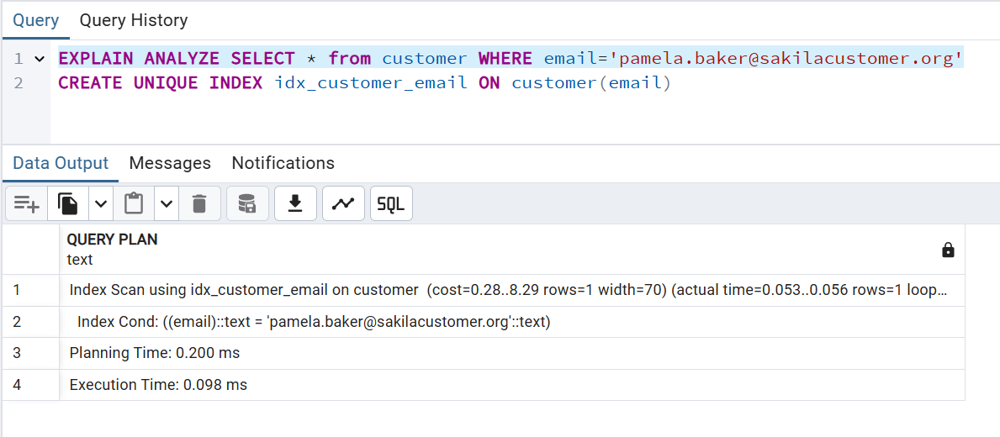 Query Query History
1 EXPLAIN ANALYZE SELECT * from customer WHERE email='pamela.baker@sakilacustomer.org'
2 CREATE UNIQUE INDEX idx_customer_email ON customer(email)
Data Output Messages Notifications
SQL
QUERY PLAN
text
1 Index Scan using idx_customer_email on customer (cost=0.28..8.29 rows=1 width=70) (actual time=0.053..0.056 rows=1 loop...
2 Index Cond: ((email)::text = 'pamela.baker@sakilacustomer.org'::text)
3 Planning Time: 0.200 ms
4 Execution Time: 0.098 ms